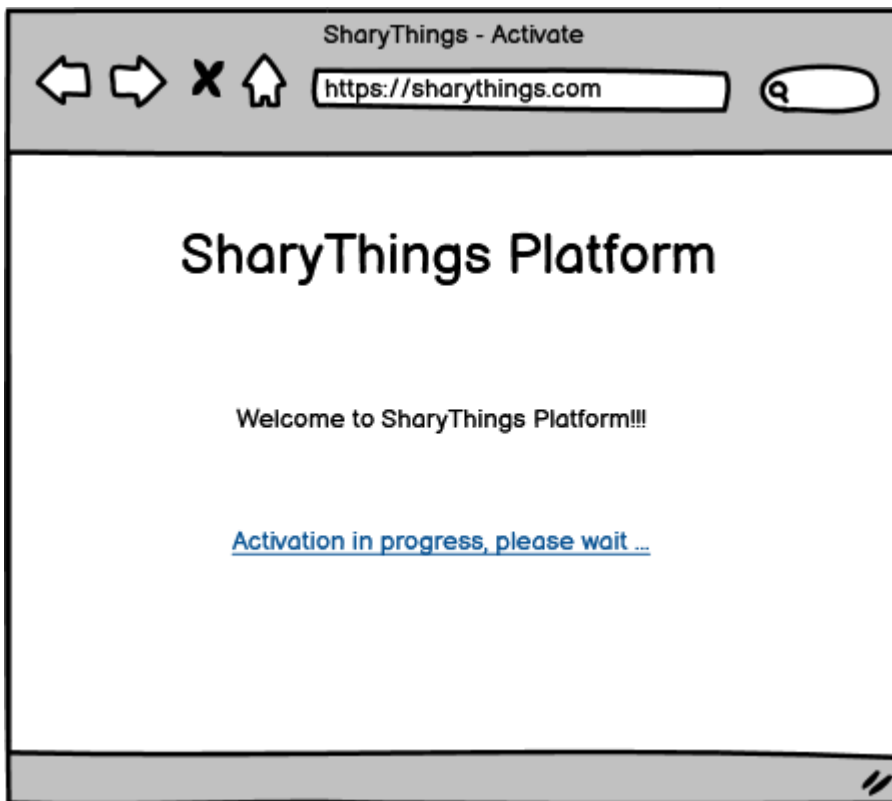 SharyThings - Activate
https://sharythings.com
SharyThings Platform
Welcome to SharyThings Platform!!!
Activation in progress, please wait ...